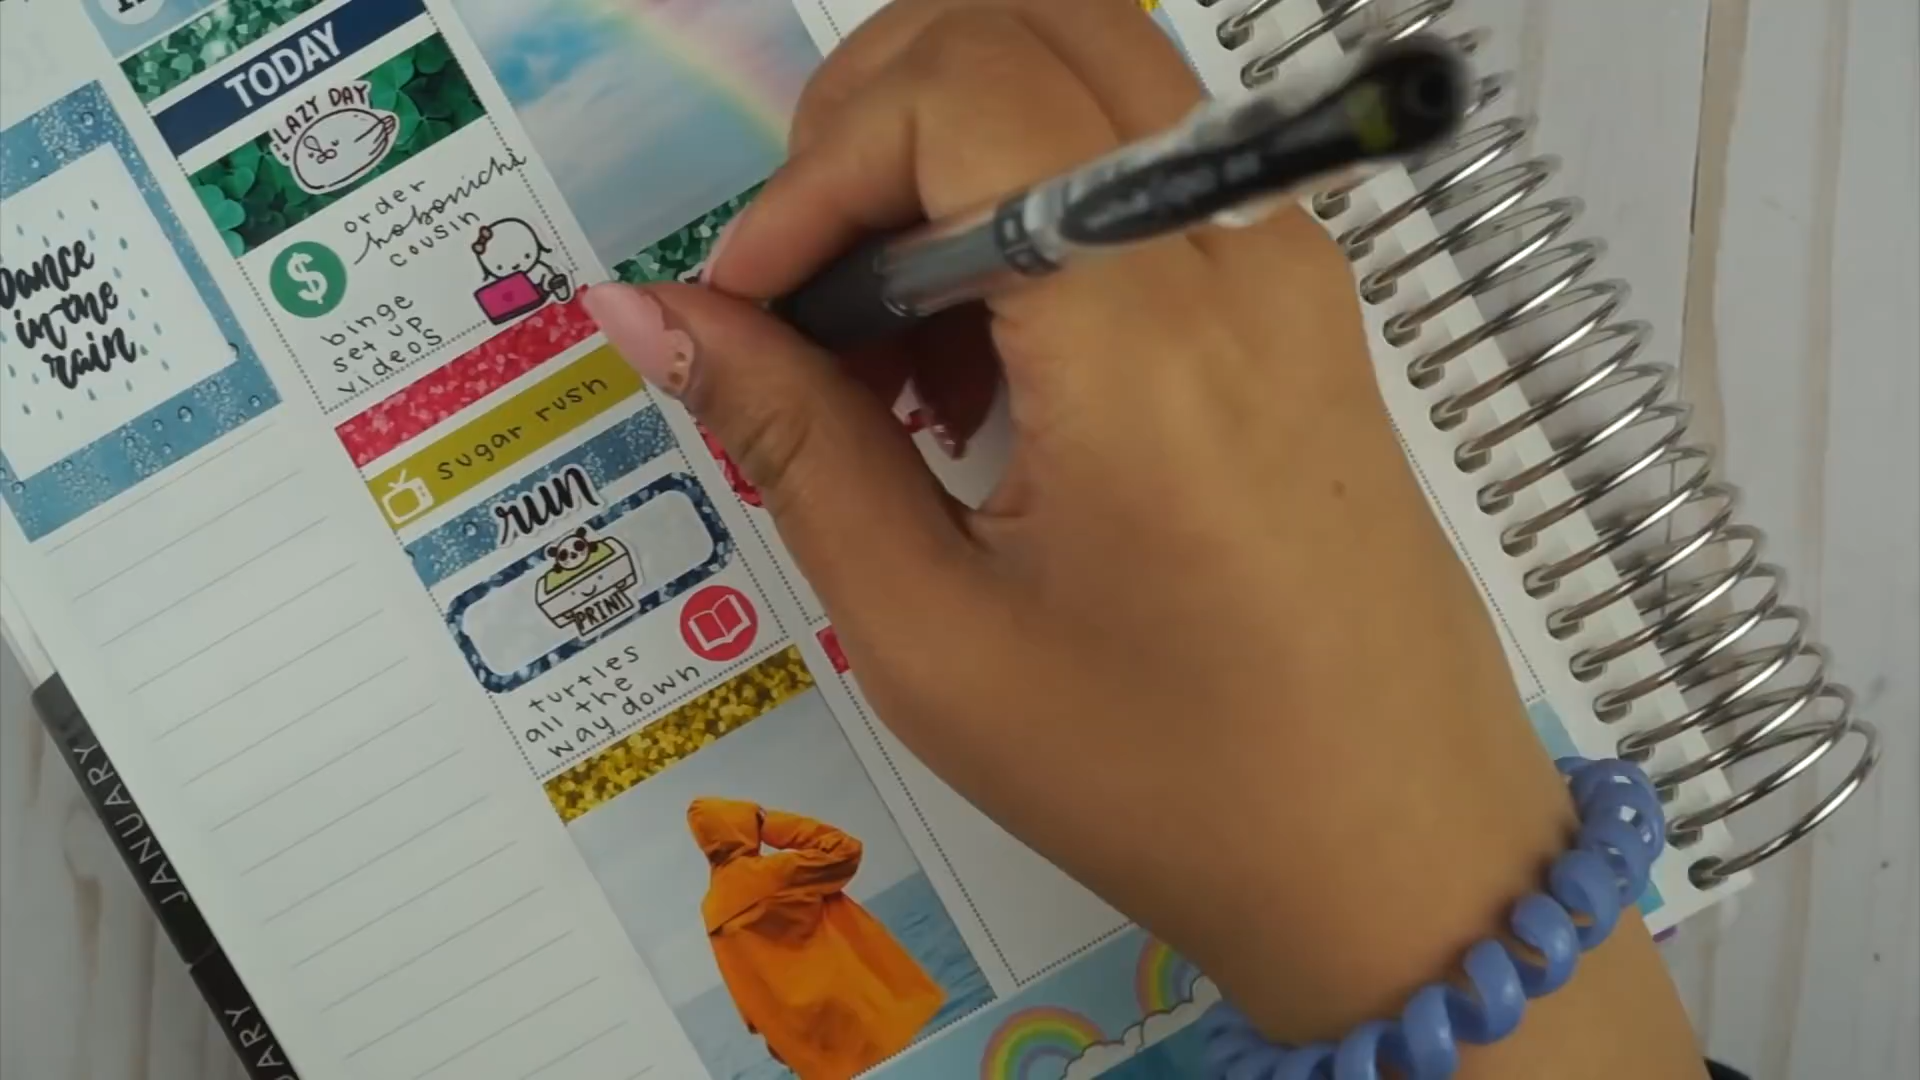 TODAY
LAZY DAY
order
hobonichi
cousin
binge
set up
videos
Dance
in the
rain
sugar rush
run
PRINT
turtles
all the
way down
JANUARY